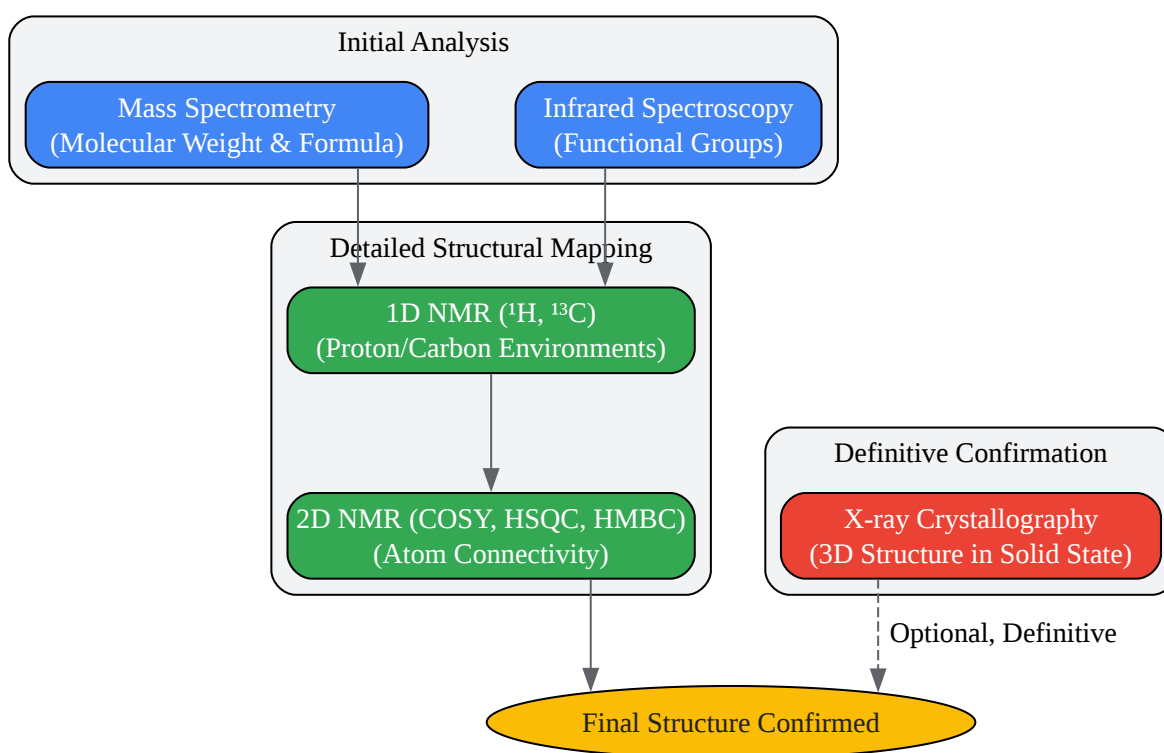 Initial Analysis
Mass Spectrometry
(Molecular Weight & Formula)
Infrared Spectroscopy
(Functional Groups)
Detailed Structural Mapping
1D NMR (¹H, ¹³C)
(Proton/Carbon Environments)
2D NMR (COSY, HSQC, HMBC)
(Atom Connectivity)
Definitive Confirmation
X-ray Crystallography
(3D Structure in Solid State)
Optional, Definitive
Final Structure Confirmed